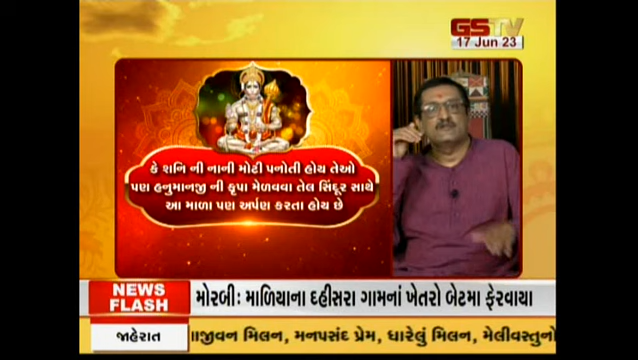 GSTV
17 Jun 23
કે શનિ ની નાની મોટી પનોતી હોય તેઓ
પણ હનુમાનજી ની કૃપા મેળવવા તેલ સિંદૂર સાથે
આ માળા પણ અર્પણ કરતા હોય છે
NEWS
FLASH
મોરબી: માળિયાના દહીસરા ગામનાં ખેતરો બેટમા ફેરવાયા
જાહેરાત
ાજીવન મિલન, મનપસંદ પ્રેમ, ધારેલું મિલન, મેલીવસ્તુનો